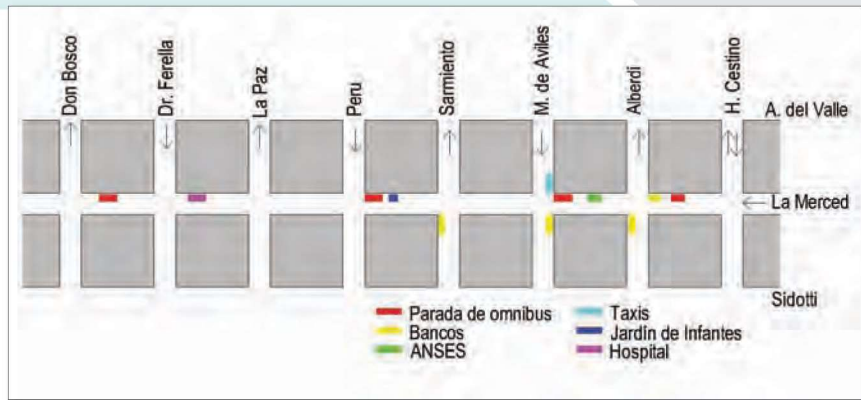 Don Bosco
Dr. Ferella
La Paz
Peru
Sarmiento
M. de Aviles
Alberdi
H. Cestino
A. del Valle
La Merced
Sidotti
Parada de omnibus
Bancos
ANSES
Taxis
Jardín de Infantes
Hospital